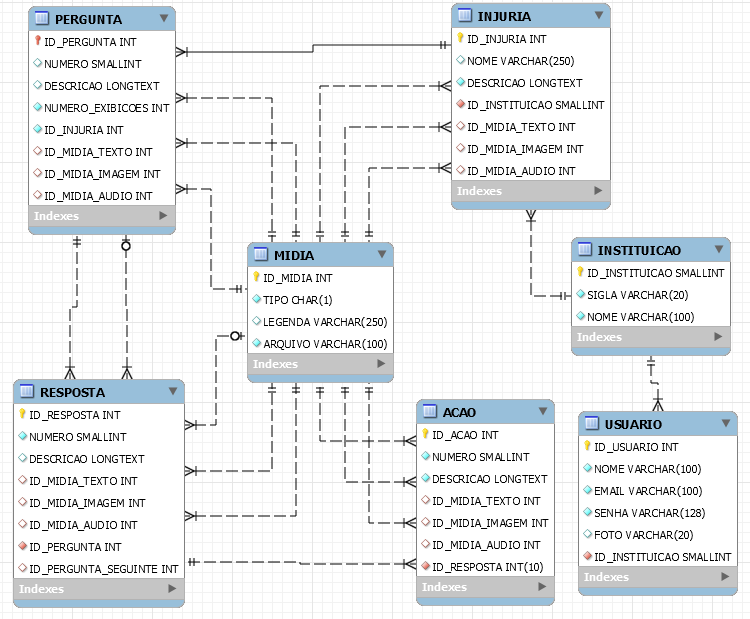 PERGUNTA
ID_PERGUNTA INT
NUMERO SMALLINT
DESCRICAO LONGTEXT
NUMERO_EXIBICOES INT
ID_INJURIA INT
ID_MIDIA_TEXTO INT
ID_MIDIA_IMAGEM INT
ID_MIDIA_AUDIO INT
Indexes
INJURIA
ID_INJURIA INT
NOME VARCHAR(250)
DESCRICAO LONGTEXT
ID_INSTITUICAO SMALLINT
ID_MIDIA_TEXTO INT
ID_MIDIA_IMAGEM INT
ID_MIDIA_AUDIO INT
Indexes
MIDIA
ID_MIDIA INT
TIPO CHAR(1)
LEGENDA VARCHAR(250)
ARQUIVO VARCHAR(100)
Indexes
INSTITUICAO
ID_INSTITUICAO SMALLINT
SIGLA VARCHAR(20)
NOME VARCHAR(100)
Indexes
RESPOSTA
ID_RESPOSTA INT
NUMERO SMALLINT
DESCRICAO LONGTEXT
ID_MIDIA_TEXTO INT
ID_MIDIA_IMAGEM INT
ID_MIDIA_AUDIO INT
ID_PERGUNTA INT
ID_PERGUNTA_SEGUINTE INT
Indexes
ACAO
ID_ACAO INT
NUMERO SMALLINT
DESCRICAO LONGTEXT
ID_MIDIA_TEXTO INT
ID_MIDIA_IMAGEM INT
ID_MIDIA_AUDIO INT
ID_RESPOSTA INT(10)
Indexes
USUARIO
ID_USUARIO INT
NOME VARCHAR(100)
EMAIL VARCHAR(100)
SENHA VARCHAR(128)
FOTO VARCHAR(20)
ID_INSTITUICAO SMALLINT
Indexes